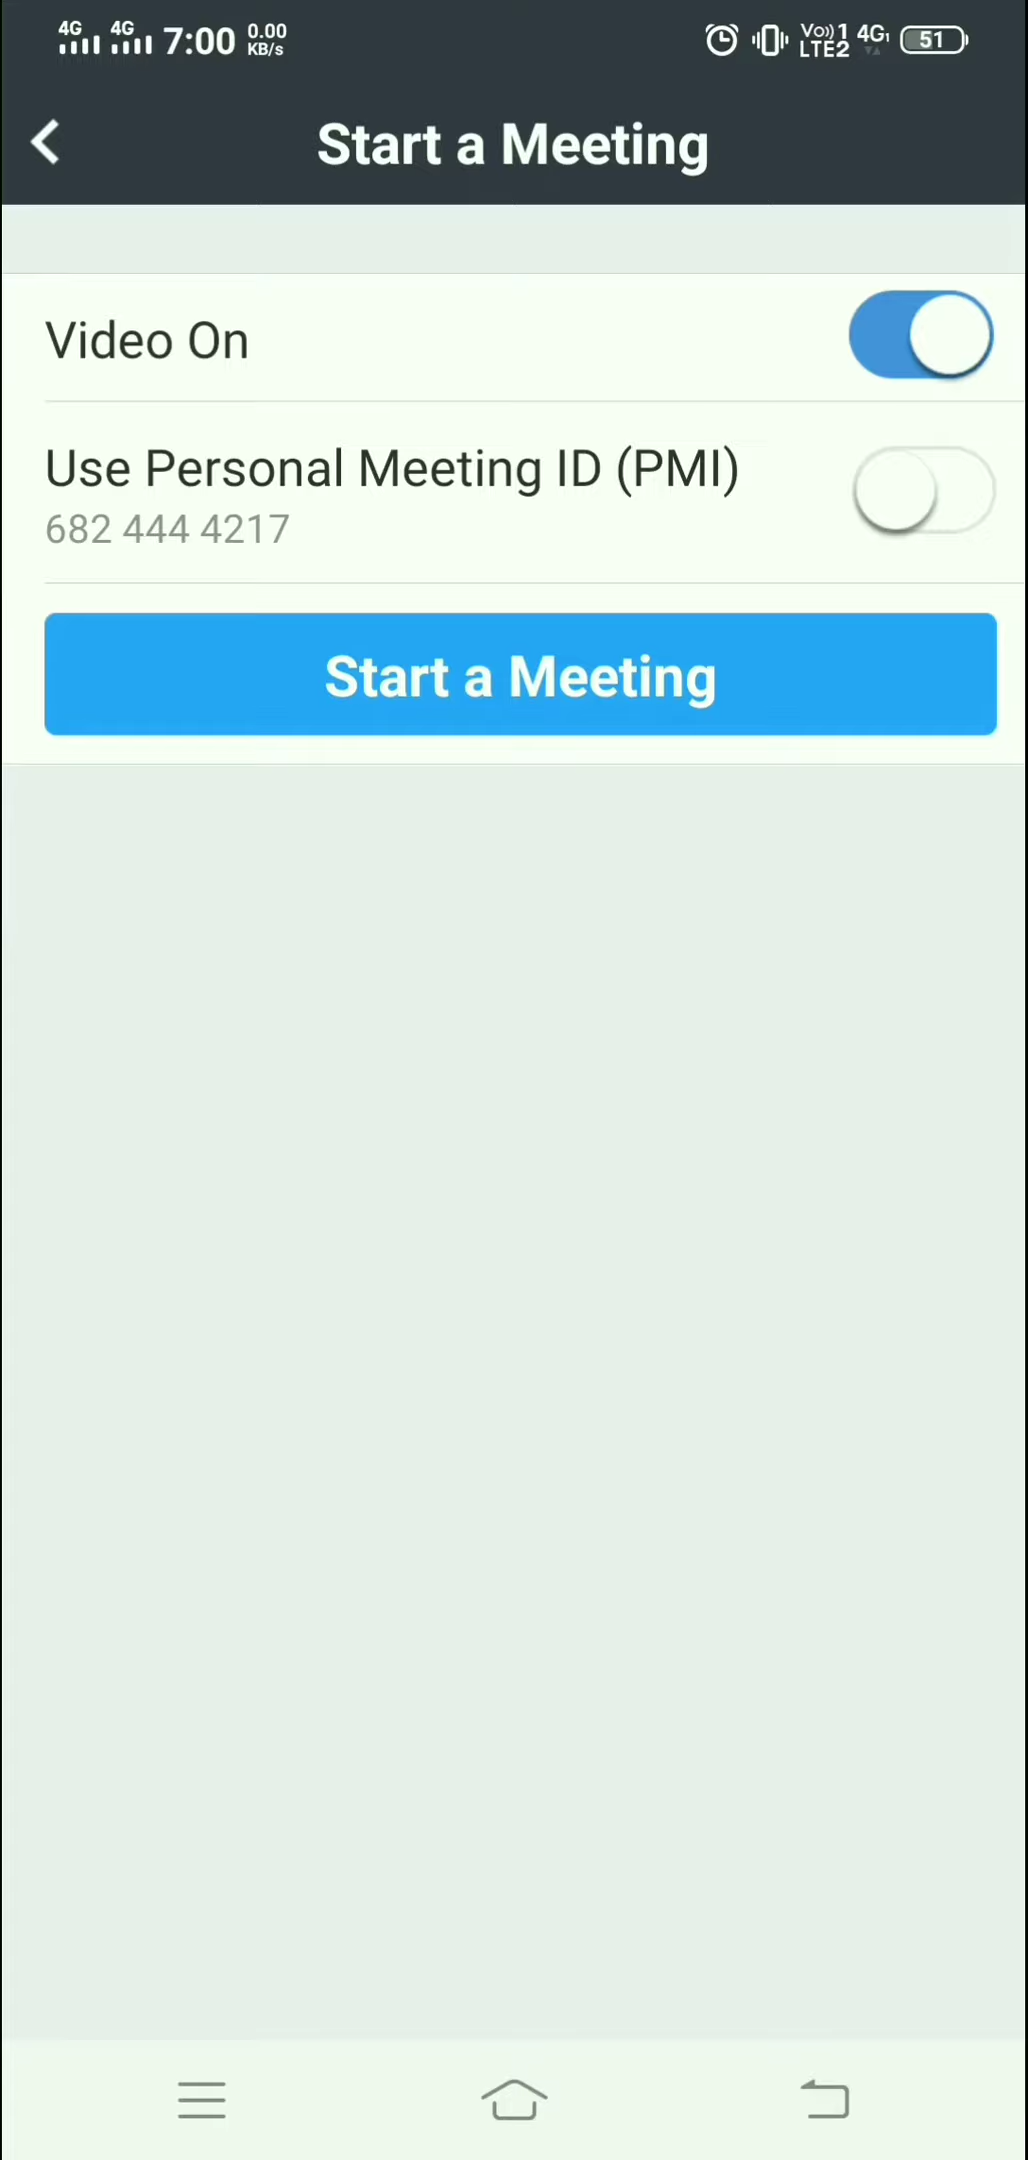 4G 4G 7:00 0.00 KB/s Vo))1 LTE2 4G1 51
Start a Meeting
Video On
Use Personal Meeting ID (PMI)
682 444 4217
Start a Meeting